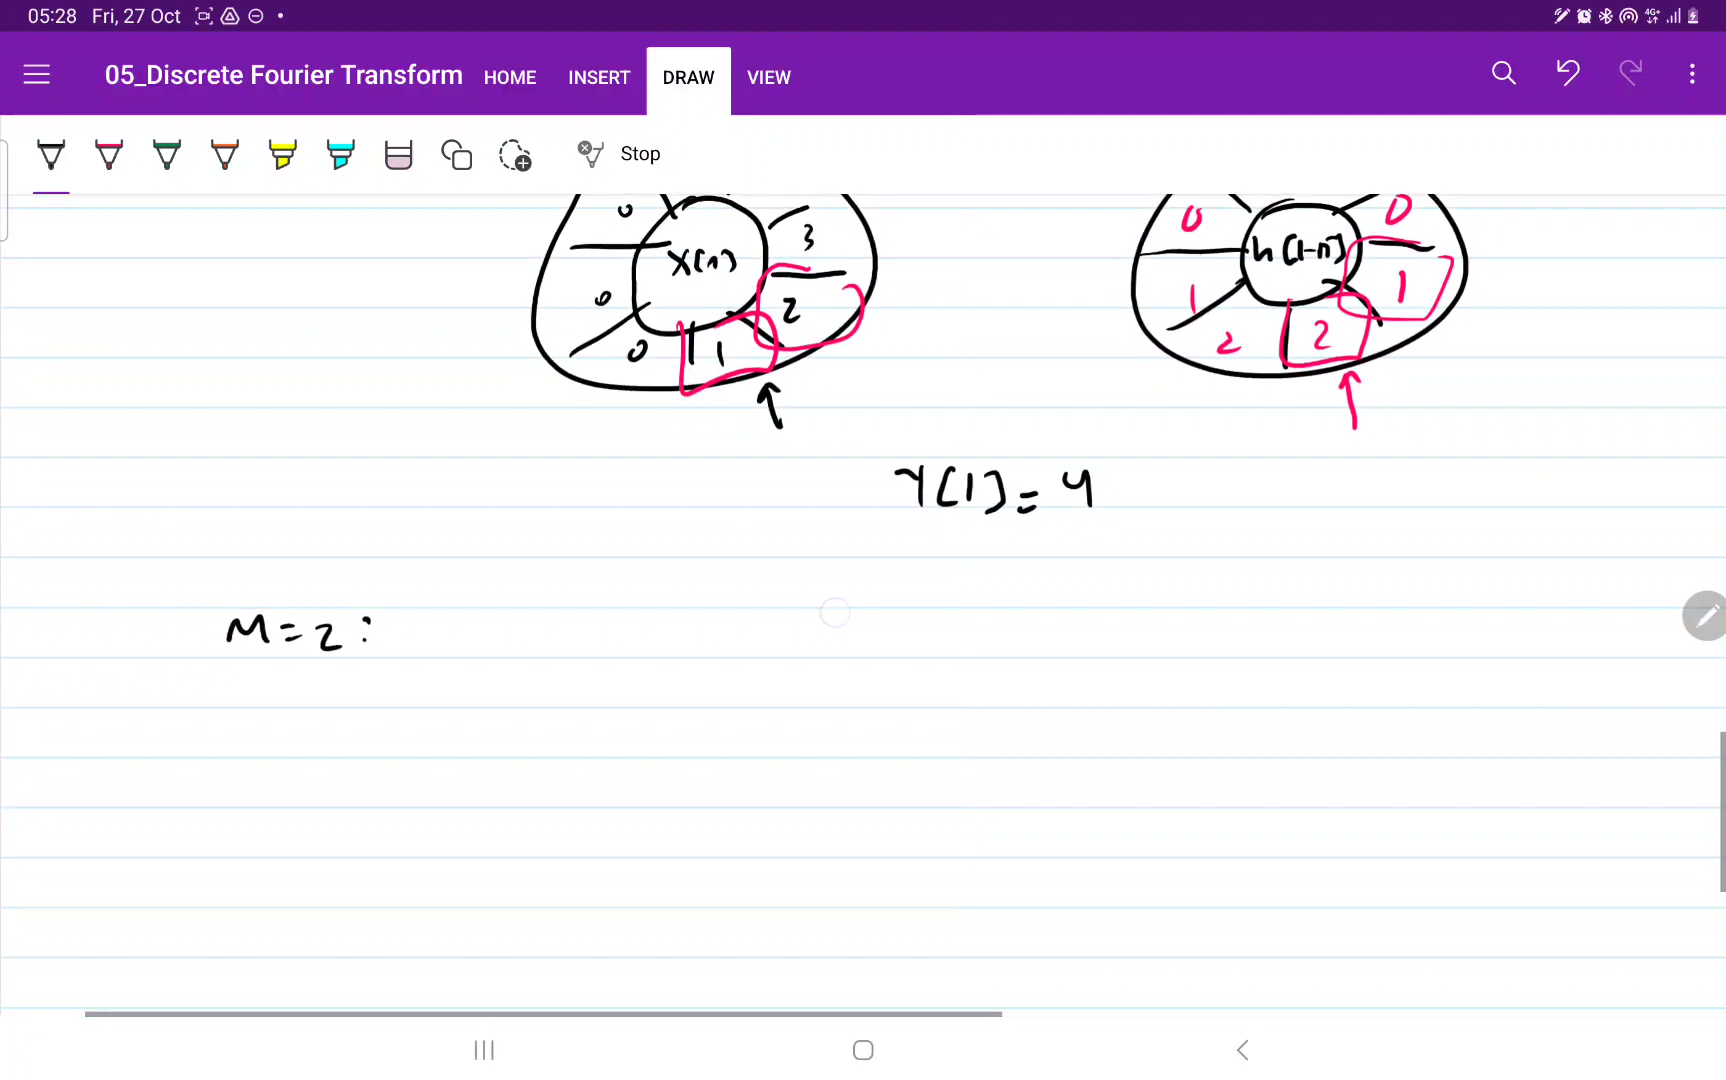 05:28 Fri, 27 Oct 4G+
05_Discrete Fourier Transform HOME INSERT DRAW VIEW
Stop
0 3 0 0
x[n] h[1-n]
0 2 1 1
0 1 2 2
Y[1] = 4
M=2: